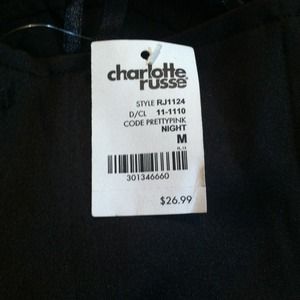 charlotte
russe
STYLE RJ1124
D/CL 11-1110
CODE PRETTYPINK
NIGHT
M
301346660
$26.99